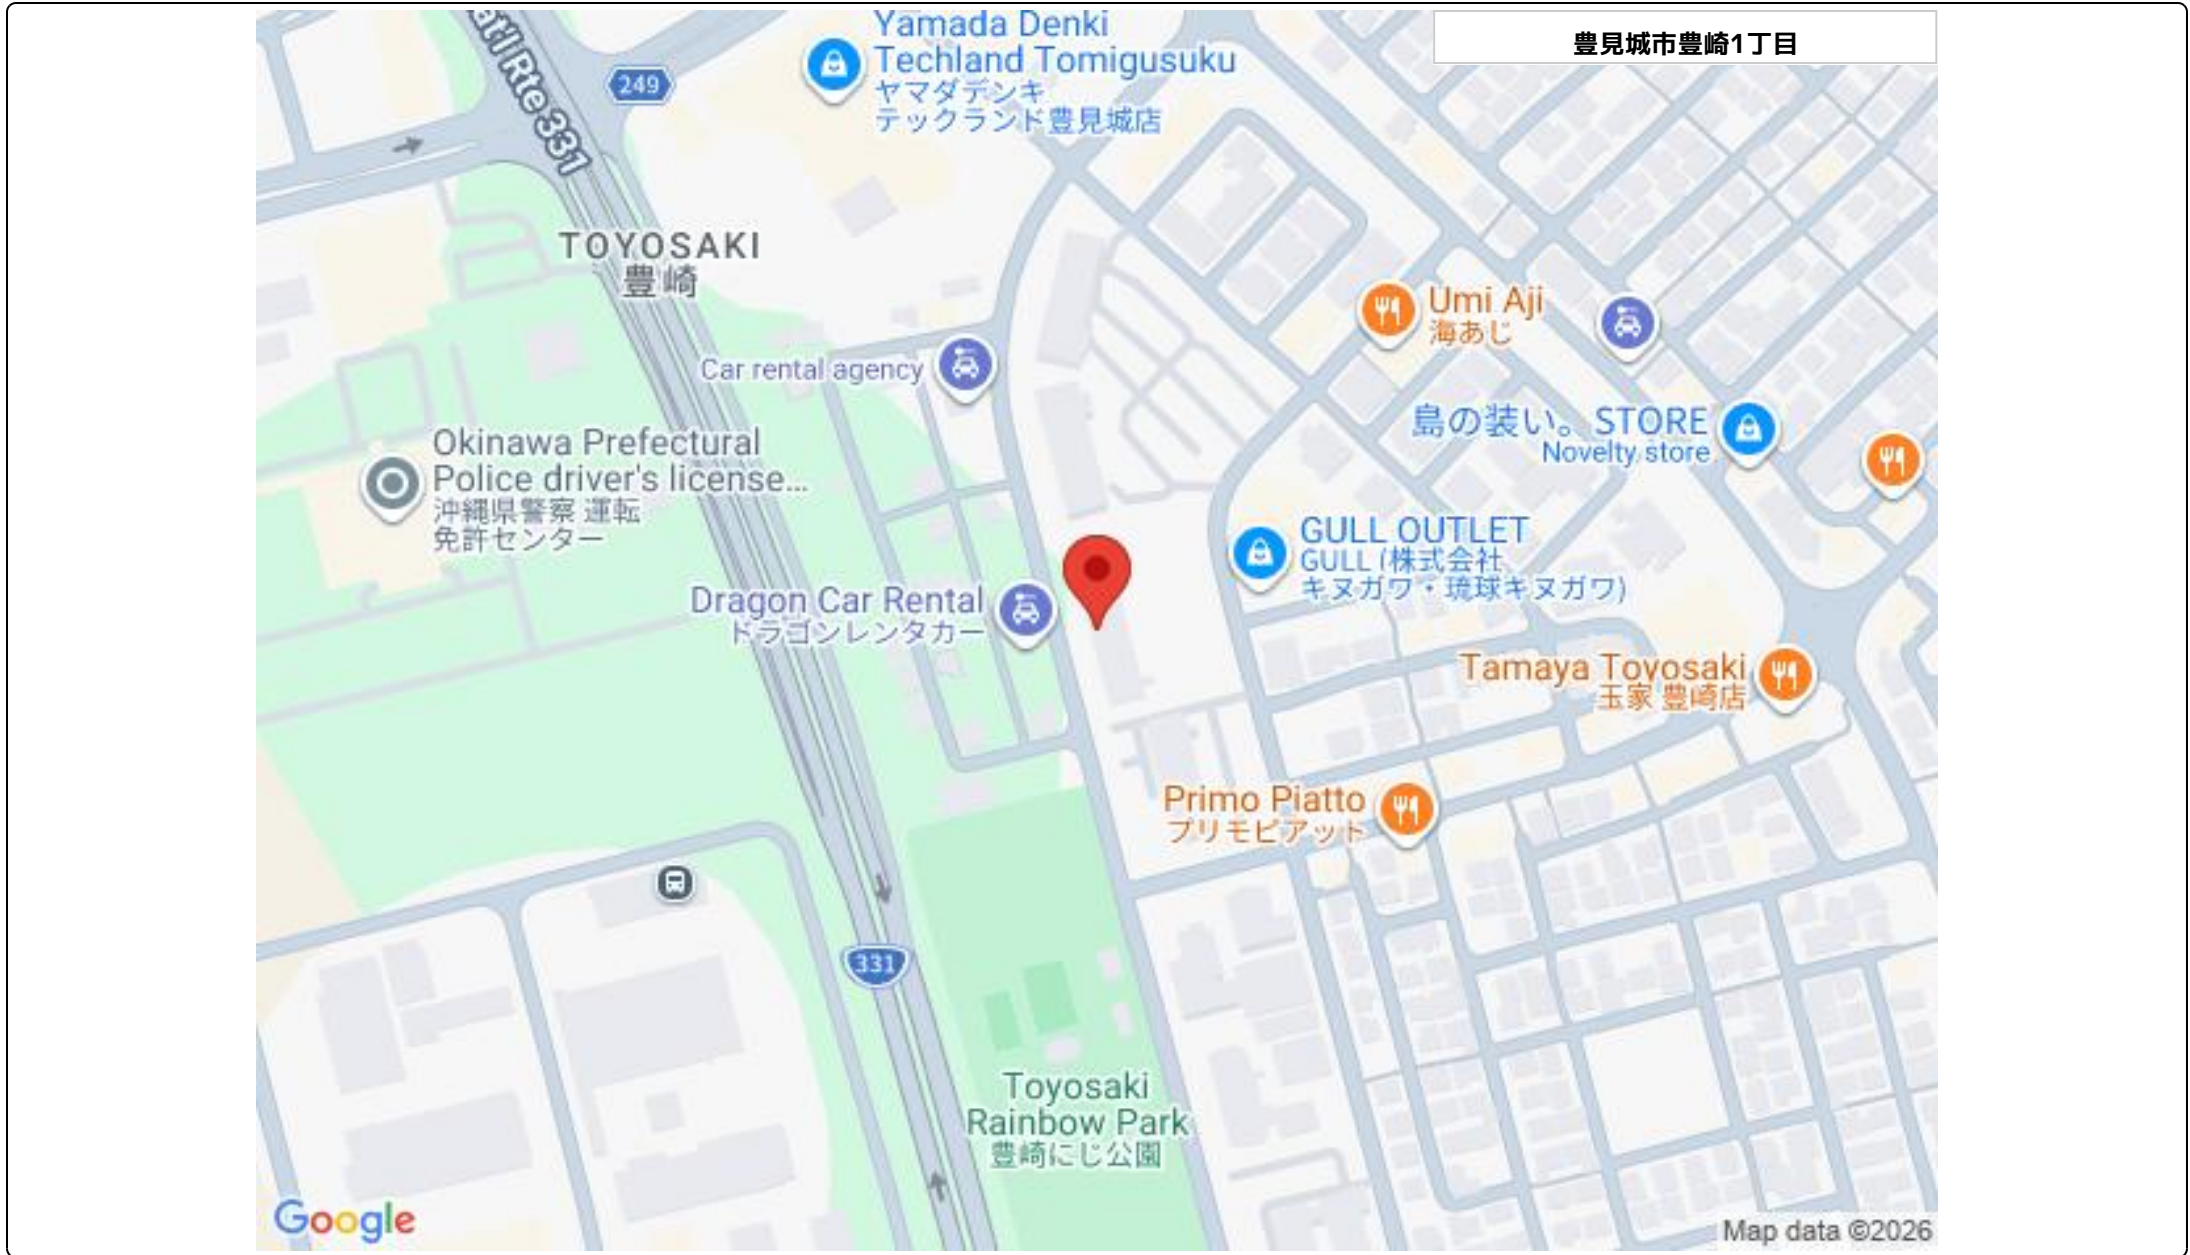 Yamada Denki
Techland Tomigusuku
ヤマダデンキ
テックランド豊見城店
豊見城市豊崎1丁目
at'l Rte 331
249
TOYOSAKI
豊崎
Umi Aji
海あじ
Car rental agency
島の装い。STORE
Novelty store
Okinawa Prefectural
Police driver's license...
沖縄県警察 運転
免許センター
GULL OUTLET
GULL (株式会社
キヌガワ・琉球キヌガワ)
Dragon Car Rental
ドラゴンレンタカー
Tamaya Toyosaki
玉家 豊崎店
Primo Piatto
プリモピアット
331
Toyosaki
Rainbow Park
豊崎にじ公園
Google
Map data ©2026